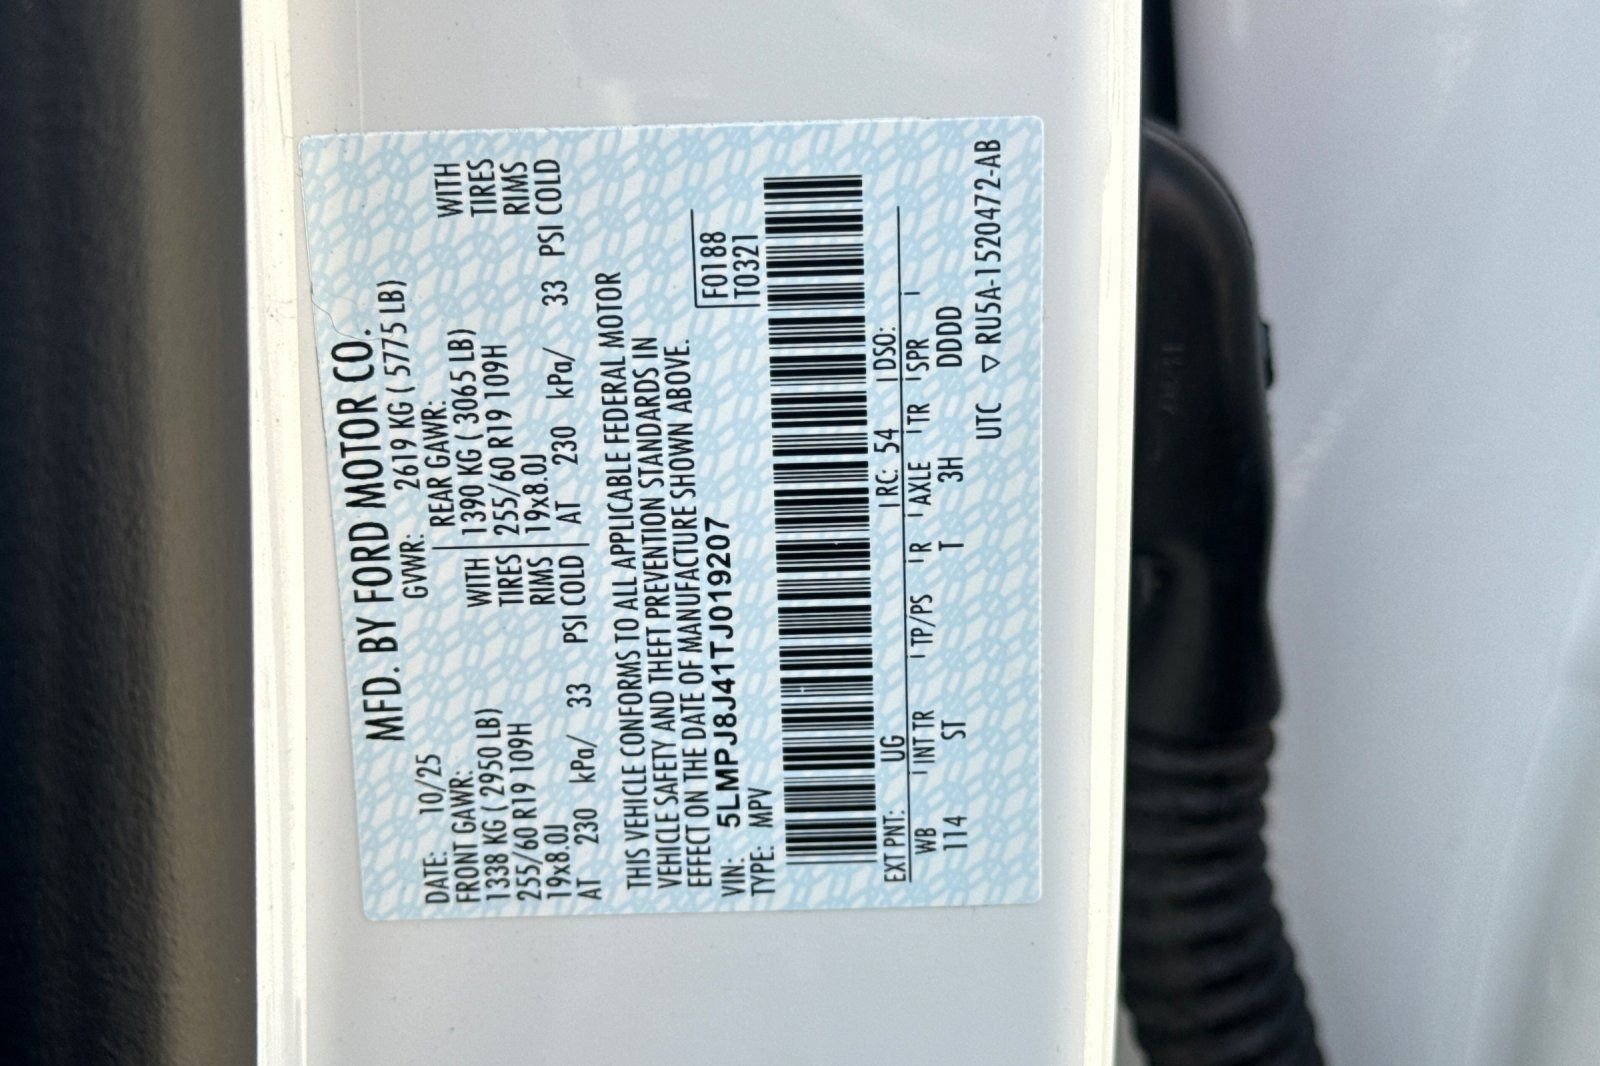 MFD. BY FORD MOTOR CO.
DATE: 10/25 GVWR: 2619 KG ( 5775 LB)
FRONT GAWR: REAR GAWR:
1338 KG ( 2950 LB) WITH 1390 KG ( 3065 LB) WITH
255/60 R19 109H TIRES 255/60 R19 109H TIRES
19x8.0J RIMS 19x8.0J RIMS
AT 230 kPa/ 33 PSI COLD AT 230 kPa/ 33 PSI COLD
THIS VEHICLE CONFORMS TO ALL APPLICABLE FEDERAL MOTOR
VEHICLE SAFETY AND THEFT PREVENTION STANDARDS IN
EFFECT ON THE DATE OF MANUFACTURE SHOWN ABOVE.
VIN: 5LMPJ8J41TJ019207 F0188
TYPE: MPV T0321
EXT PNT: UG RC: 54 DSO:
WB INT TR TP/PS R AXLE TR SPR
114 ST T 3H DDDD
UTC ▽ RU5A-1520472-AB